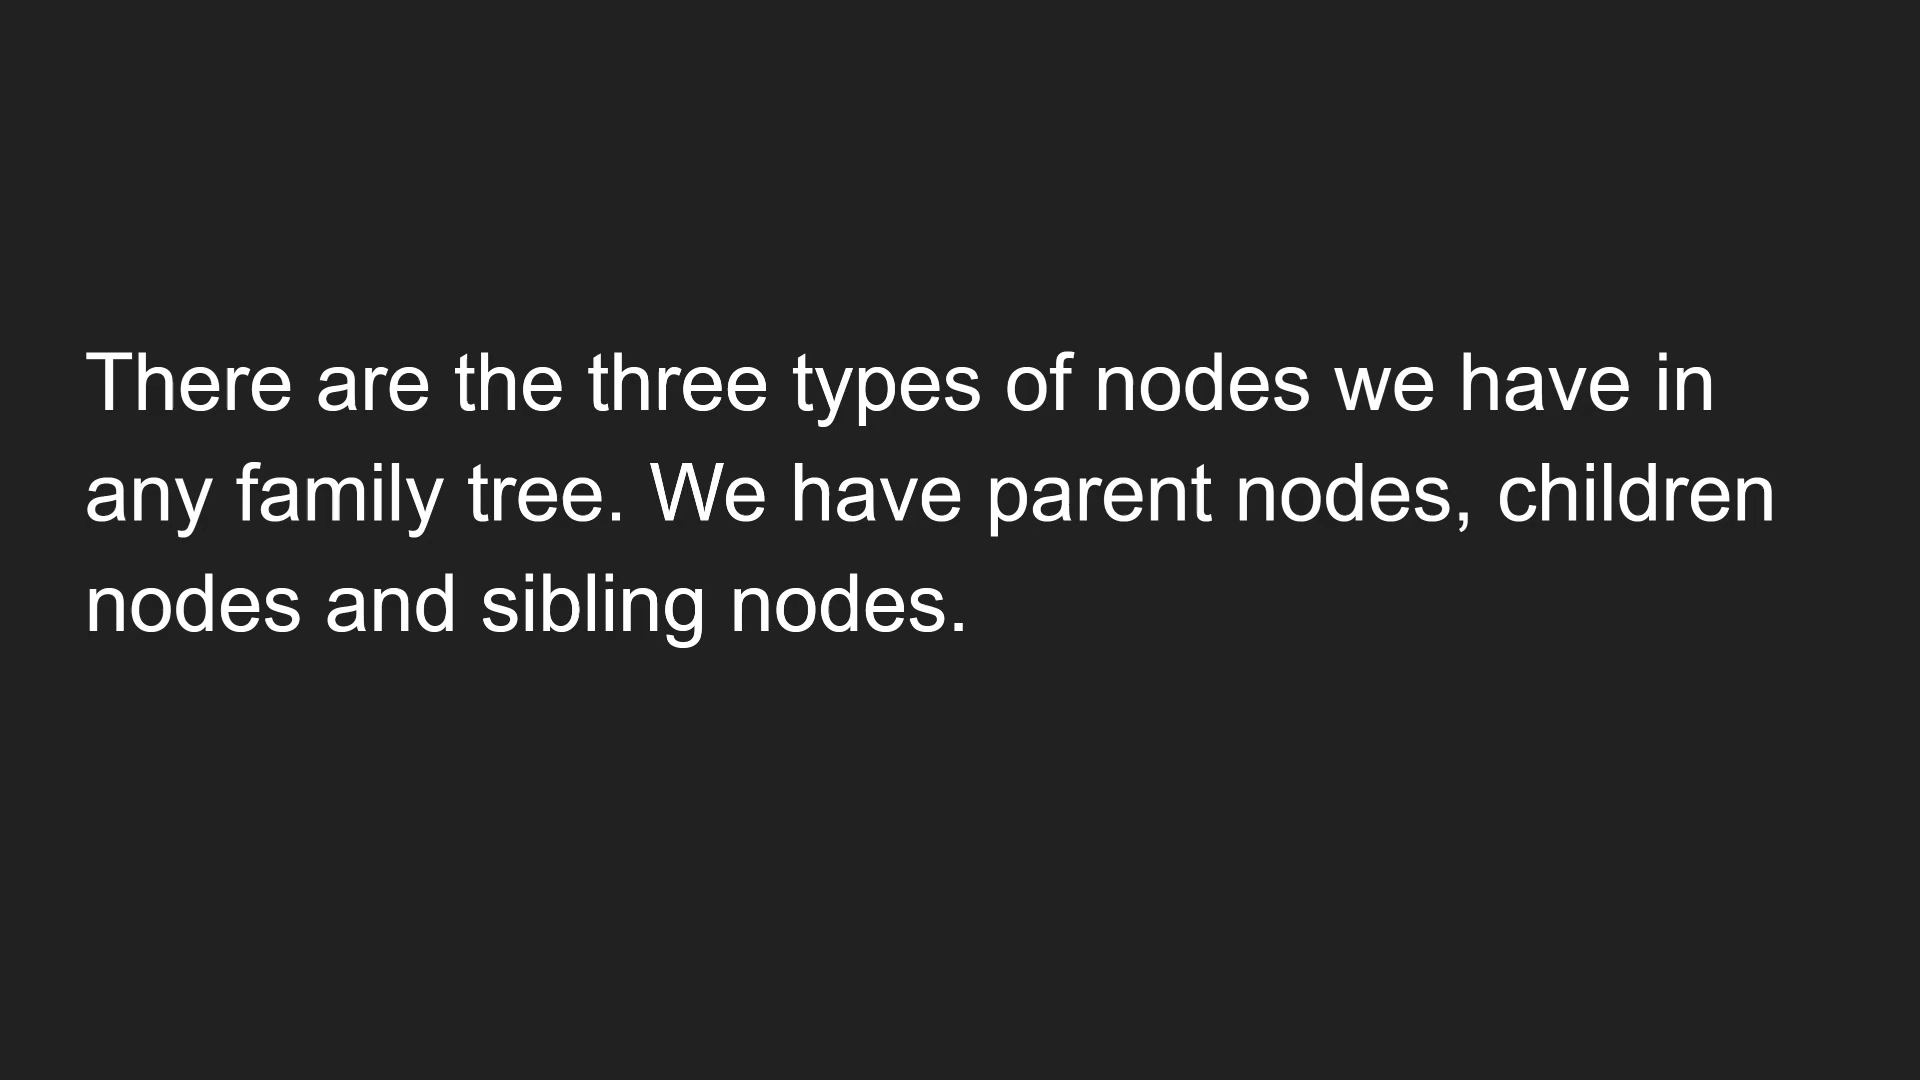 There are the three types of nodes we have in
any family tree. We have parent nodes, children
nodes and sibling nodes.